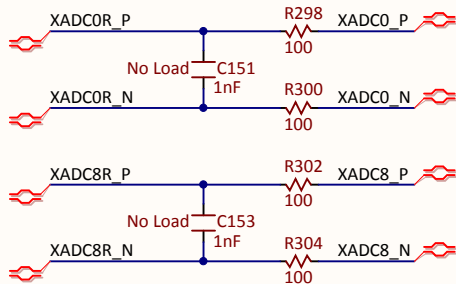 R298
XADC0R_P
XADC0_P
100
No Load
C151
1nF
R300
XADC0R_N
XADC0_N
100
R302
XADC8R_P
XADC8_P
100
No Load
C153
1nF
R304
XADC8R_N
XADC8_N
100